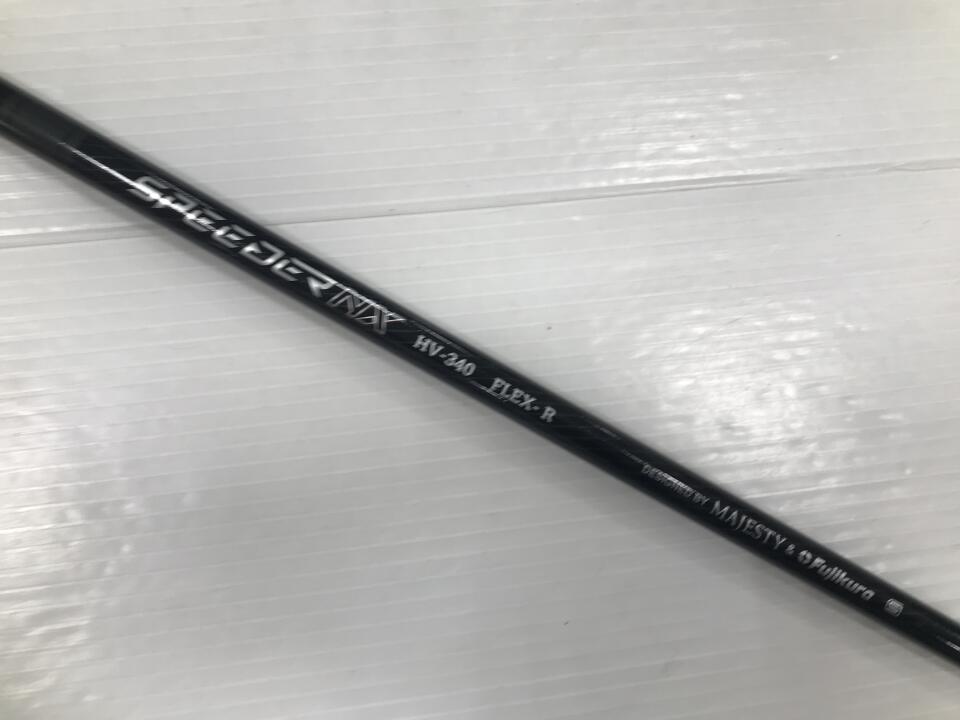 SPEEDER NX HV-340 FLEX-R DESIGNED BY MAJESTY & Fujikura